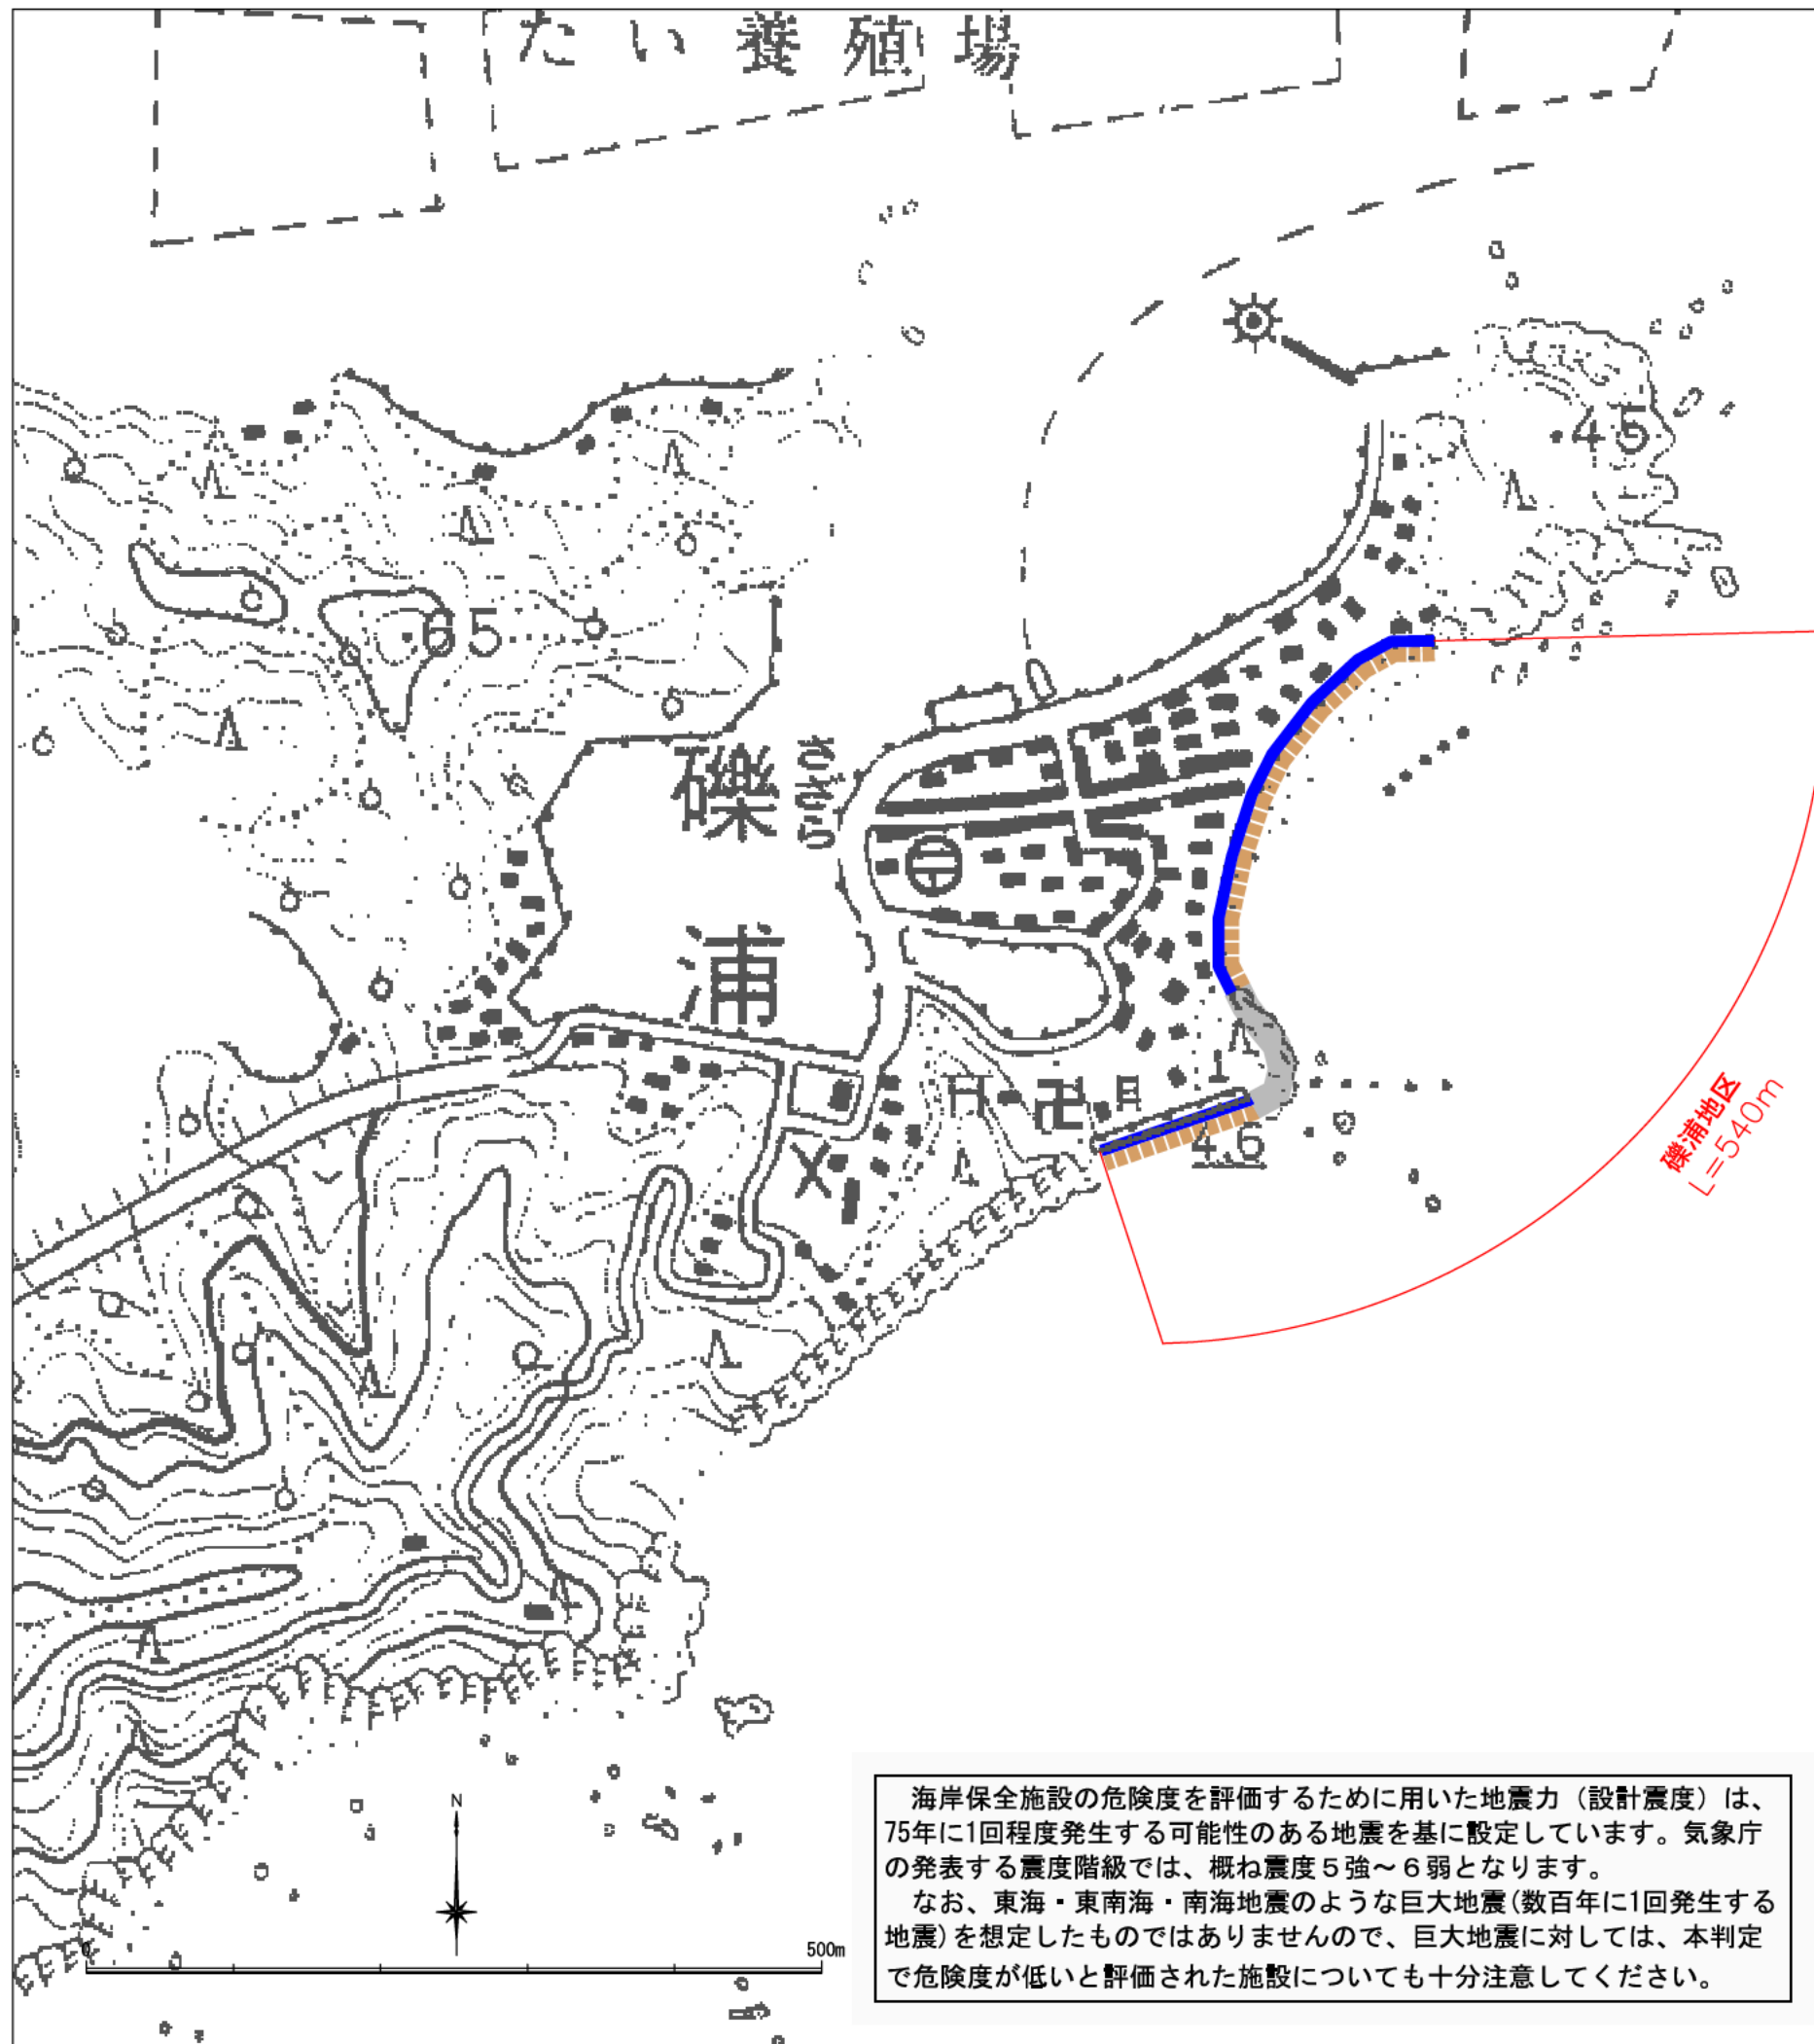 たい養殖場
・45
・65
礫浦
さざらうら
礫浦地区
L=540m
4.6
N
0
500m
海岸保全施設の危険度を評価するために用いた地震力（設計震度）は、
75年に1回程度発生する可能性のある地震を基に設定しています。気象庁
の発表する震度階級では、概ね震度５強～６弱となります。
なお、東海・東南海・南海地震のような巨大地震(数百年に1回発生する
地震)を想定したものではありませんので、巨大地震に対しては、本判定
で危険度が低いと評価された施設についても十分注意してください。